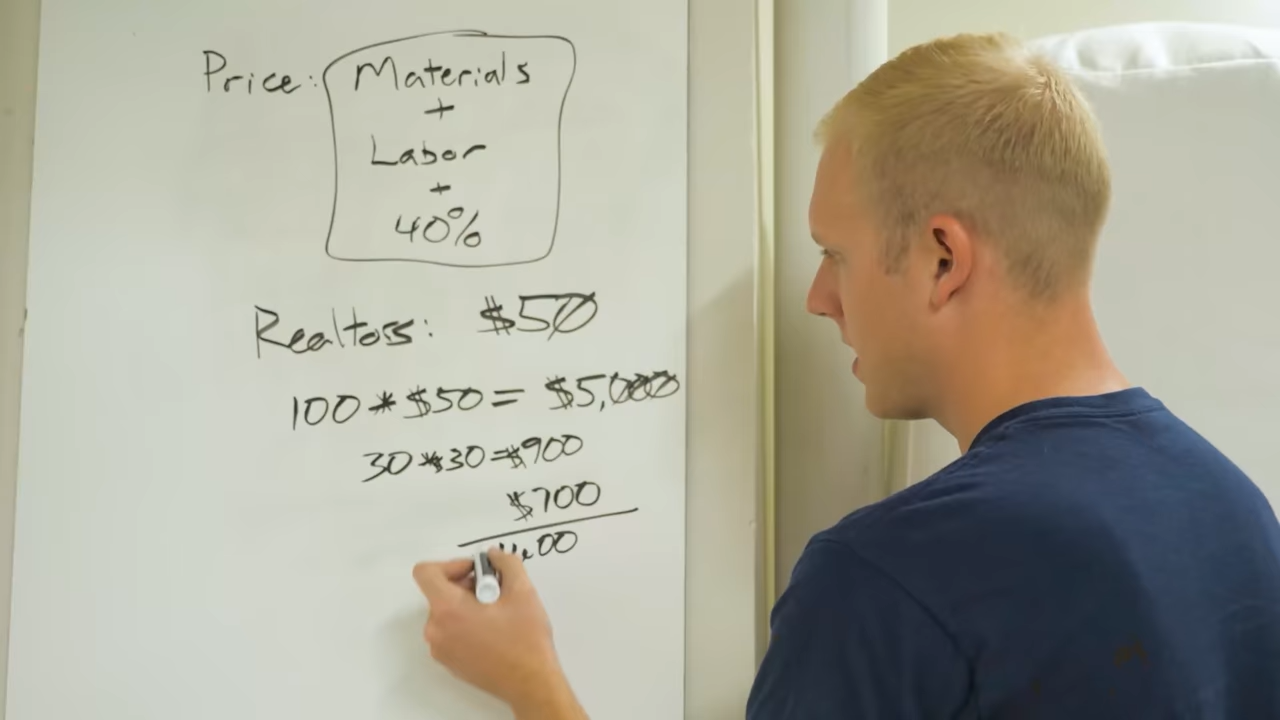 Price: Materials
+
Labor
+
40%
Realtors: $50
100 * $50 = $5,000
30 * $30 = $900
$700